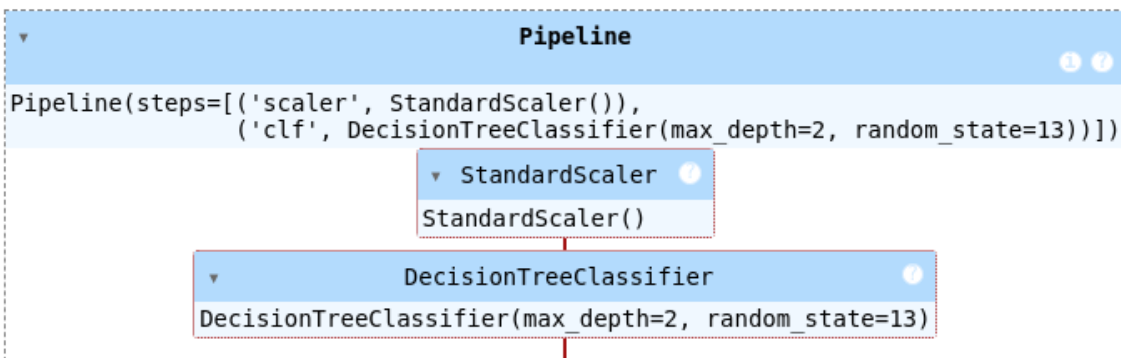 Pipeline
i ?
Pipeline(steps=[('scaler', StandardScaler()),
('clf', DecisionTreeClassifier(max_depth=2, random_state=13))])
StandardScaler ?
StandardScaler()
DecisionTreeClassifier ?
DecisionTreeClassifier(max_depth=2, random_state=13)